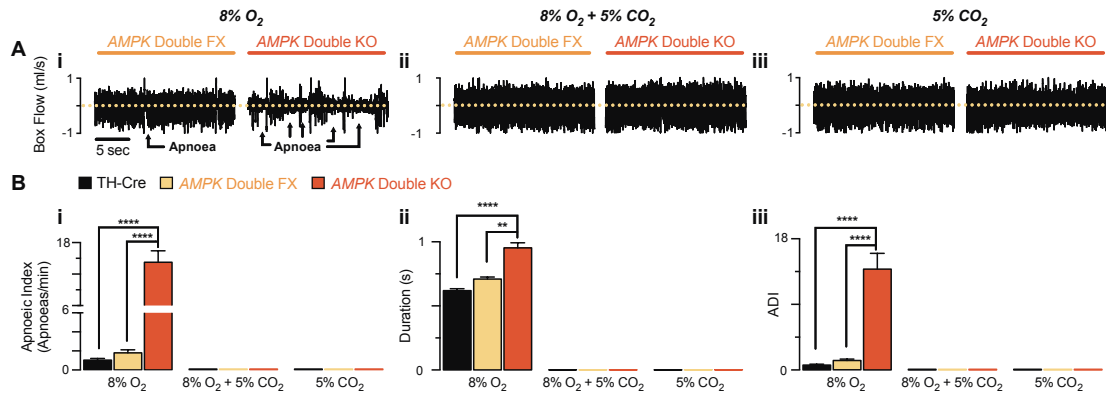 8% O2
8% O2 + 5% CO2
5% CO2
A
AMPK Double FX
AMPK Double KO
AMPK Double FX
AMPK Double KO
AMPK Double FX
AMPK Double KO
i
ii
iii
Box Flow (ml/s)
1
0
-1
1
0
-1
1
0
-1
5 sec
Apnoea
Apnoea
B
TH-Cre
AMPK Double FX
AMPK Double KO
i
Apnoeic Index
(Apnoeas/min)
18
6
0
****
****
8% O2
8% O2 + 5% CO2
5% CO2
ii
Duration (s)
1
0
****
**
8% O2
8% O2 + 5% CO2
5% CO2
iii
ADI
18
0
****
****
8% O2
8% O2 + 5% CO2
5% CO2